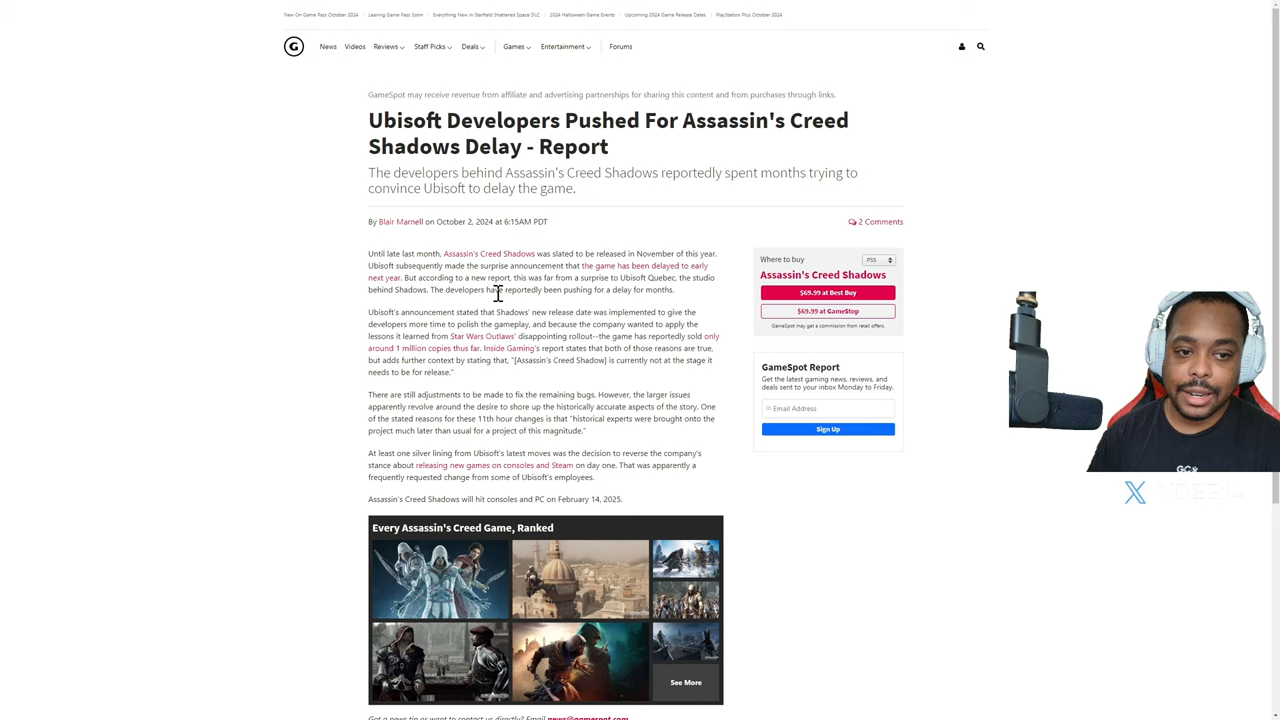 New On Game Pass October 2024 Leaving Game Pass Soon Everything New In Starfield Shattered Space DLC 2024 Halloween Game Events Upcoming 2024 Game Release Dates PlayStation Plus October 2024
G News Videos Reviews Staff Picks Deals Games Entertainment Forums
GameSpot may receive revenue from affiliate and advertising partnerships for sharing this content and from purchases through links.
Ubisoft Developers Pushed For Assassin's Creed
Shadows Delay - Report
The developers behind Assassin's Creed Shadows reportedly spent months trying to
convince Ubisoft to delay the game.
By Blair Marnell on October 2, 2024 at 6:15AM PDT
2 Comments
Until late last month, Assassin's Creed Shadows was slated to be released in November of this year.
Ubisoft subsequently made the surprise announcement that the game has been delayed to early
next year. But according to a new report, this was far from a surprise to Ubisoft Quebec, the studio
behind Shadows. The developers have reportedly been pushing for a delay for months.
Ubisoft's announcement stated that Shadows' new release date was implemented to give the
developers more time to polish the gameplay, and because the company wanted to apply the
lessons it learned from Star Wars Outlaws' disappointing rollout--the game has reportedly sold only
around 1 million copies thus far. Inside Gaming's report states that both of those reasons are true,
but adds further context by stating that, "[Assassin's Creed Shadow] is currently not at the stage it
needs to be for release."
There are still adjustments to be made to fix the remaining bugs. However, the larger issues
apparently revolve around the desire to shore up the historically accurate aspects of the story. One
of the stated reasons for these 11th hour changes is that "historical experts were brought onto the
project much later than usual for a project of this magnitude."
At least one silver lining from Ubisoft's latest moves was the decision to reverse the company's
stance about releasing new games on consoles and Steam on day one. That was apparently a
frequently requested change from some of Ubisoft's employees.
Assassin's Creed Shadows will hit consoles and PC on February 14, 2025.
Every Assassin's Creed Game, Ranked
See More
Got a news tip or want to contact us directly? Email news@gamespot.com
Where to buy
PS5
Assassin's Creed Shadows
$69.99 at Best Buy
$69.99 at GameStop
GameSpot may get a commission from retail offers.
GameSpot Report
Get the latest gaming news, reviews, and
deals sent to your inbox Monday to Friday.
Email Address
Sign Up